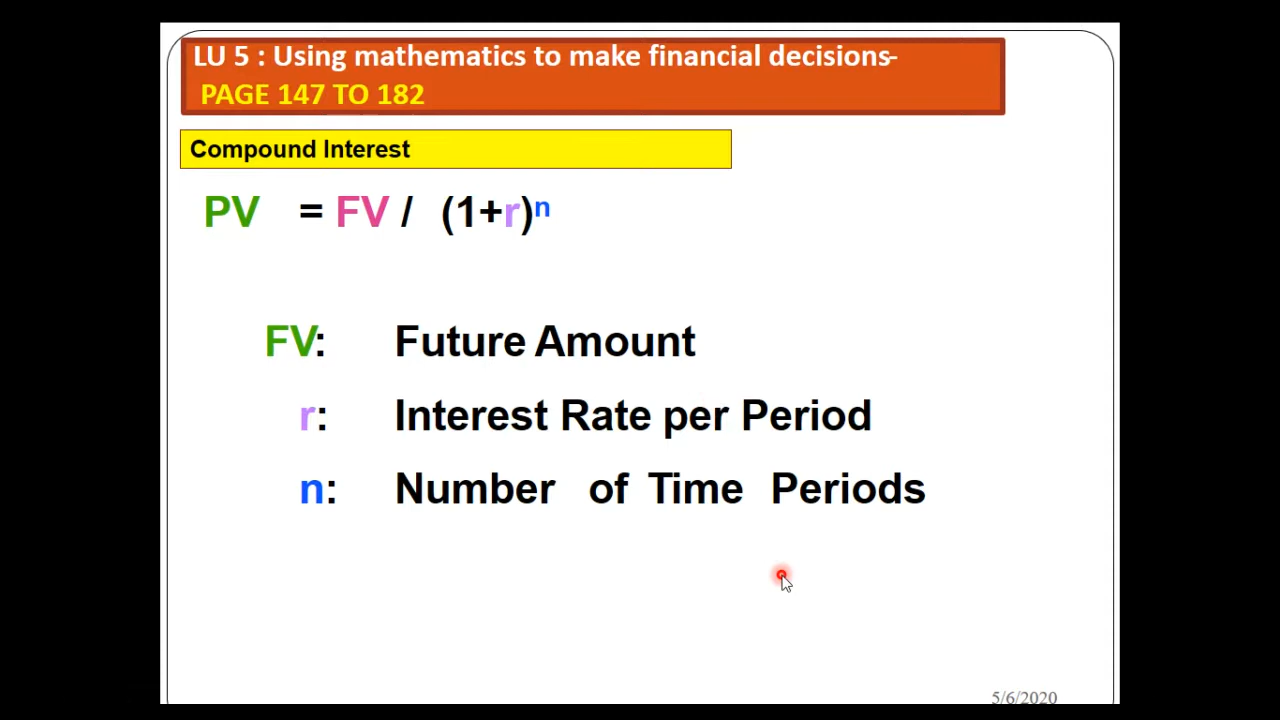 LU 5 : Using mathematics to make financial decisions-
PAGE 147 TO 182
Compound Interest
PV = FV / (1+r)ⁿ
FV: Future Amount
r: Interest Rate per Period
n: Number of Time Periods
5/6/2020